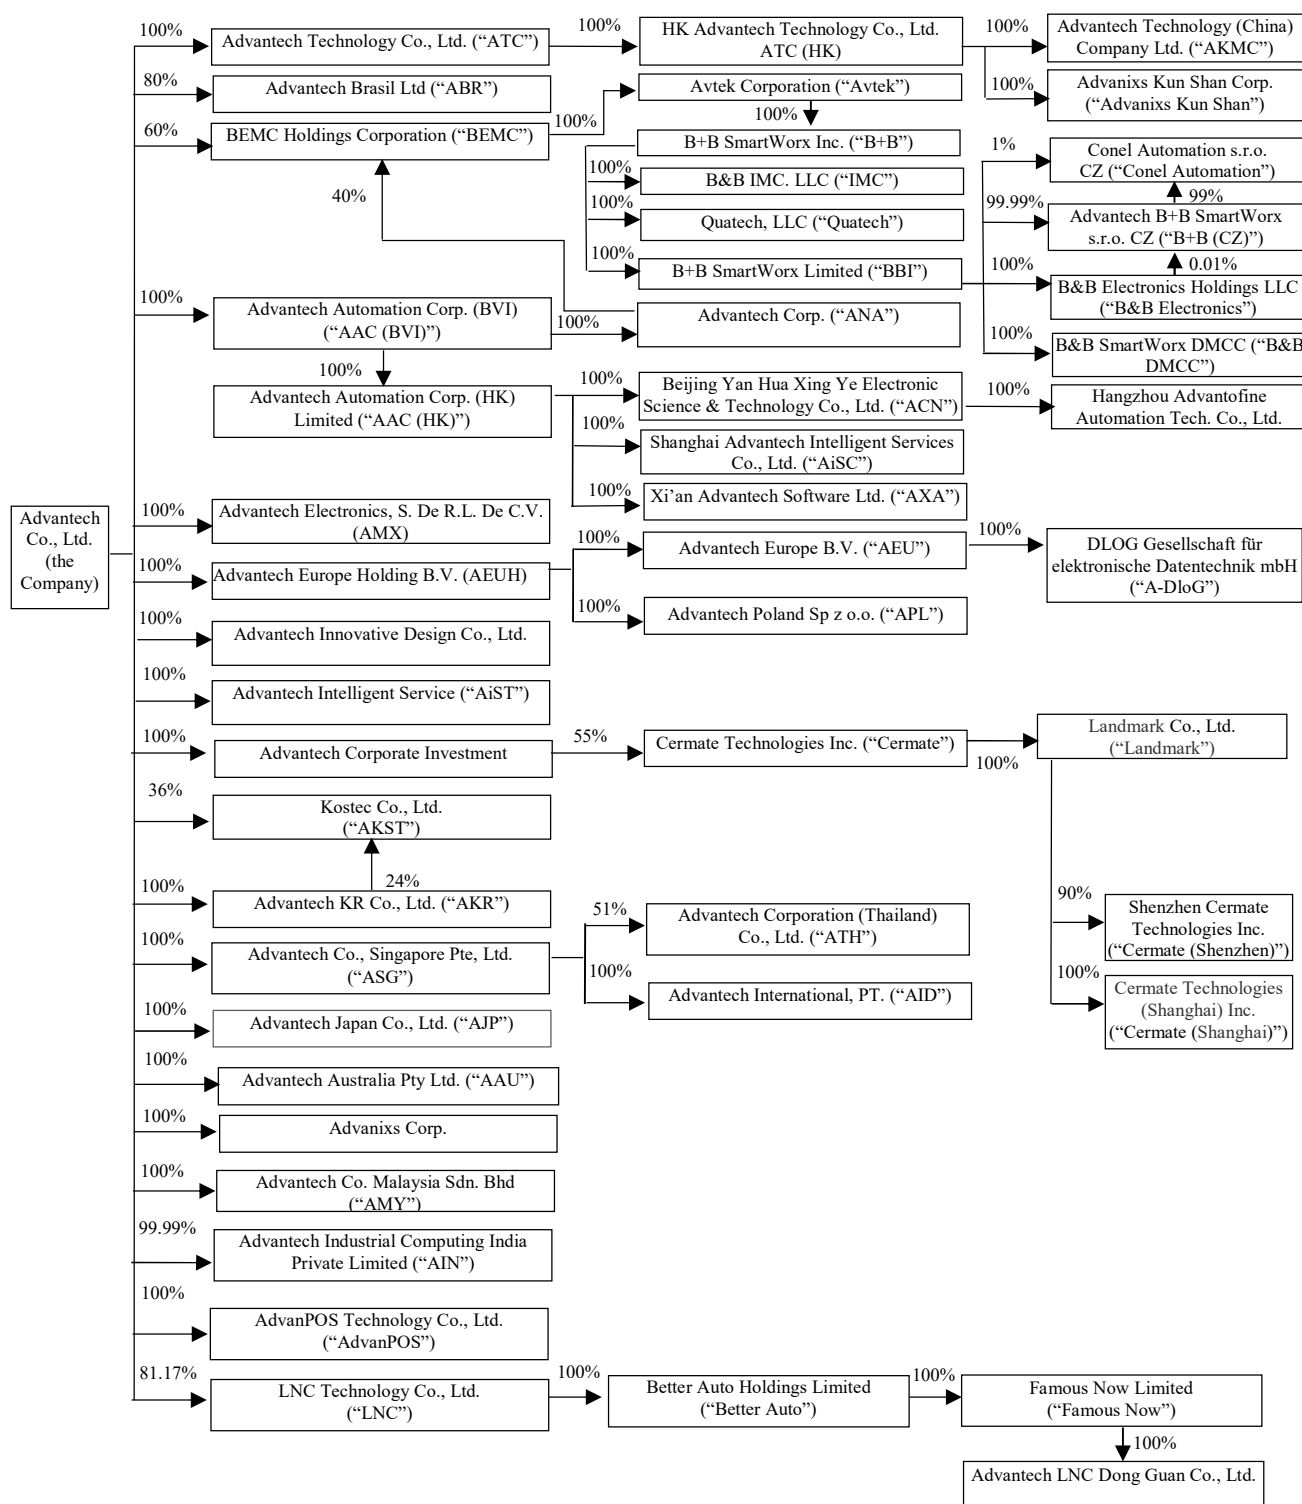 100%
Advantech Technology Co., Ltd. (“ATC”)
100%
HK Advantech Technology Co., Ltd.
ATC (HK)
100%
Advantech Technology (China)
Company Ltd. (“AKMC”)
80%
Advantech Brasil Ltd (“ABR”)
Avtek Corporation (“Avtek”)
100%
Advanixs Kun Shan Corp.
(“Advanixs Kun Shan”)
60%
BEMC Holdings Corporation (“BEMC”)
100%
100%
B+B SmartWorx Inc. (“B+B”)
1%
Conel Automation s.r.o.
CZ (“Conel Automation”)
40%
100%
B&B IMC. LLC (“IMC”)
99%
100%
Quatech, LLC (“Quatech”)
99.99%
Advantech B+B SmartWorx
s.r.o. CZ (“B+B (CZ)”)
100%
B+B SmartWorx Limited (“BBI”)
100%
0.01%
B&B Electronics Holdings LLC
(“B&B Electronics”)
100%
Advantech Automation Corp. (BVI)
(“AAC (BVI)”)
100%
Advantech Corp. (“ANA”)
100%
B&B SmartWorx DMCC (“B&B
DMCC”)
100%
Advantech Automation Corp. (HK)
Limited (“AAC (HK)”)
100%
Beijing Yan Hua Xing Ye Electronic
Science & Technology Co., Ltd. (“ACN”)
100%
Hangzhou Advantofine
Automation Tech. Co., Ltd.
100%
Shanghai Advantech Intelligent Services
Co., Ltd. (“AiSC”)
100%
Xi’an Advantech Software Ltd. (“AXA”)
Advantech
Co., Ltd.
(the
Company)
100%
Advantech Electronics, S. De R.L. De C.V.
(AMX)
100%
Advantech Europe Holding B.V. (AEUH)
100%
Advantech Europe B.V. (“AEU”)
100%
DLOG Gesellschaft für
elektronische Datentechnik mbH
(“A-DloG”)
100%
Advantech Poland Sp z o.o. (“APL”)
100%
Advantech Innovative Design Co., Ltd.
100%
Advantech Intelligent Service (“AiST”)
100%
Advantech Corporate Investment
55%
Cermate Technologies Inc. (“Cermate”)
100%
Landmark Co., Ltd.
(“Landmark”)
36%
Kostec Co., Ltd.
(“AKST”)
24%
100%
Advantech KR Co., Ltd. (“AKR”)
90%
Shenzhen Cermate
Technologies Inc.
(“Cermate (Shenzhen)”)
100%
Advantech Co., Singapore Pte, Ltd.
(“ASG”)
51%
Advantech Corporation (Thailand)
Co., Ltd. (“ATH”)
100%
Advantech International, PT. (“AID”)
100%
Cermate Technologies
(Shanghai) Inc.
(“Cermate (Shanghai)”)
100%
Advantech Japan Co., Ltd. (“AJP”)
100%
Advantech Australia Pty Ltd. (“AAU”)
100%
Advanixs Corp.
100%
Advantech Co. Malaysia Sdn. Bhd
(“AMY”)
99.99%
Advantech Industrial Computing India
Private Limited (“AIN”)
100%
AdvanPOS Technology Co., Ltd.
(“AdvanPOS”)
81.17%
LNC Technology Co., Ltd.
(“LNC”)
100%
Better Auto Holdings Limited
(“Better Auto”)
100%
Famous Now Limited
(“Famous Now”)
100%
Advantech LNC Dong Guan Co., Ltd.